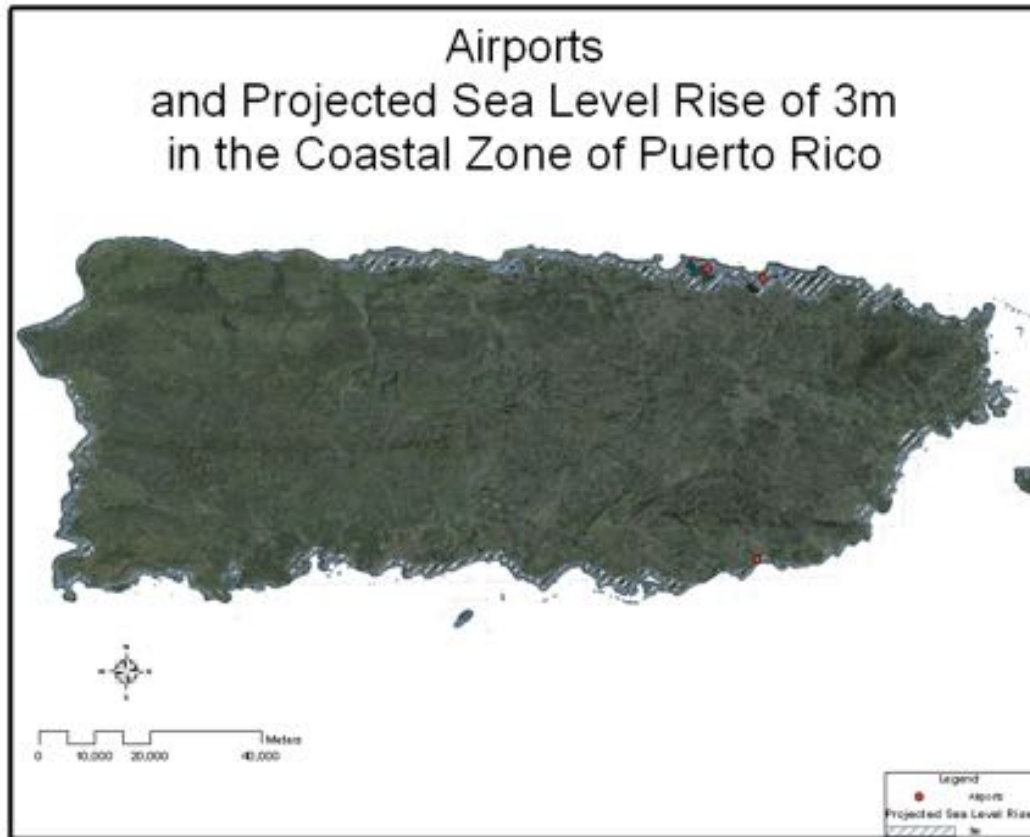 Airports
and Projected Sea Level Rise of 3m
in the Coastal Zone of Puerto Rico
Meters
0 10,000 20,000 40,000
Legend
Airports
Projected Sea Level Rise
3m